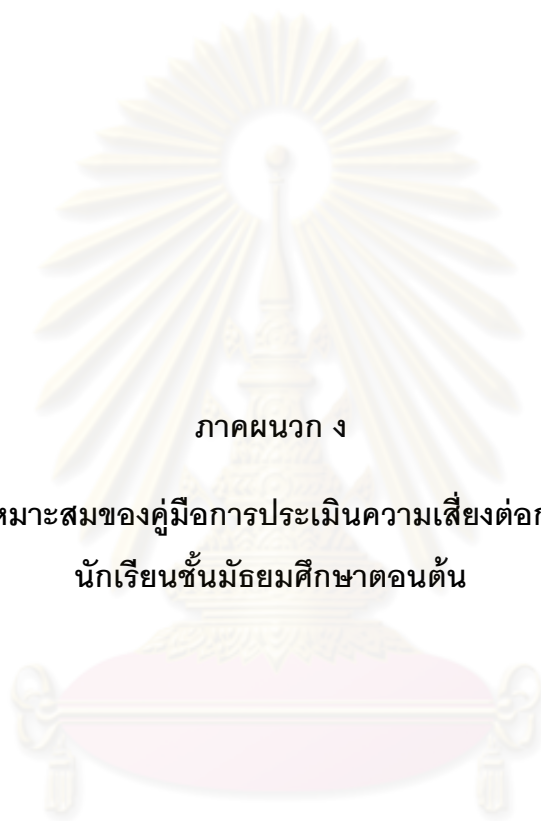 ภาคผนวก ง
หมาะสมของคู่มือการประเมินความเสี่ยงต่อก
นักเรียนชั้นมัธยมศึกษาตอนต้น